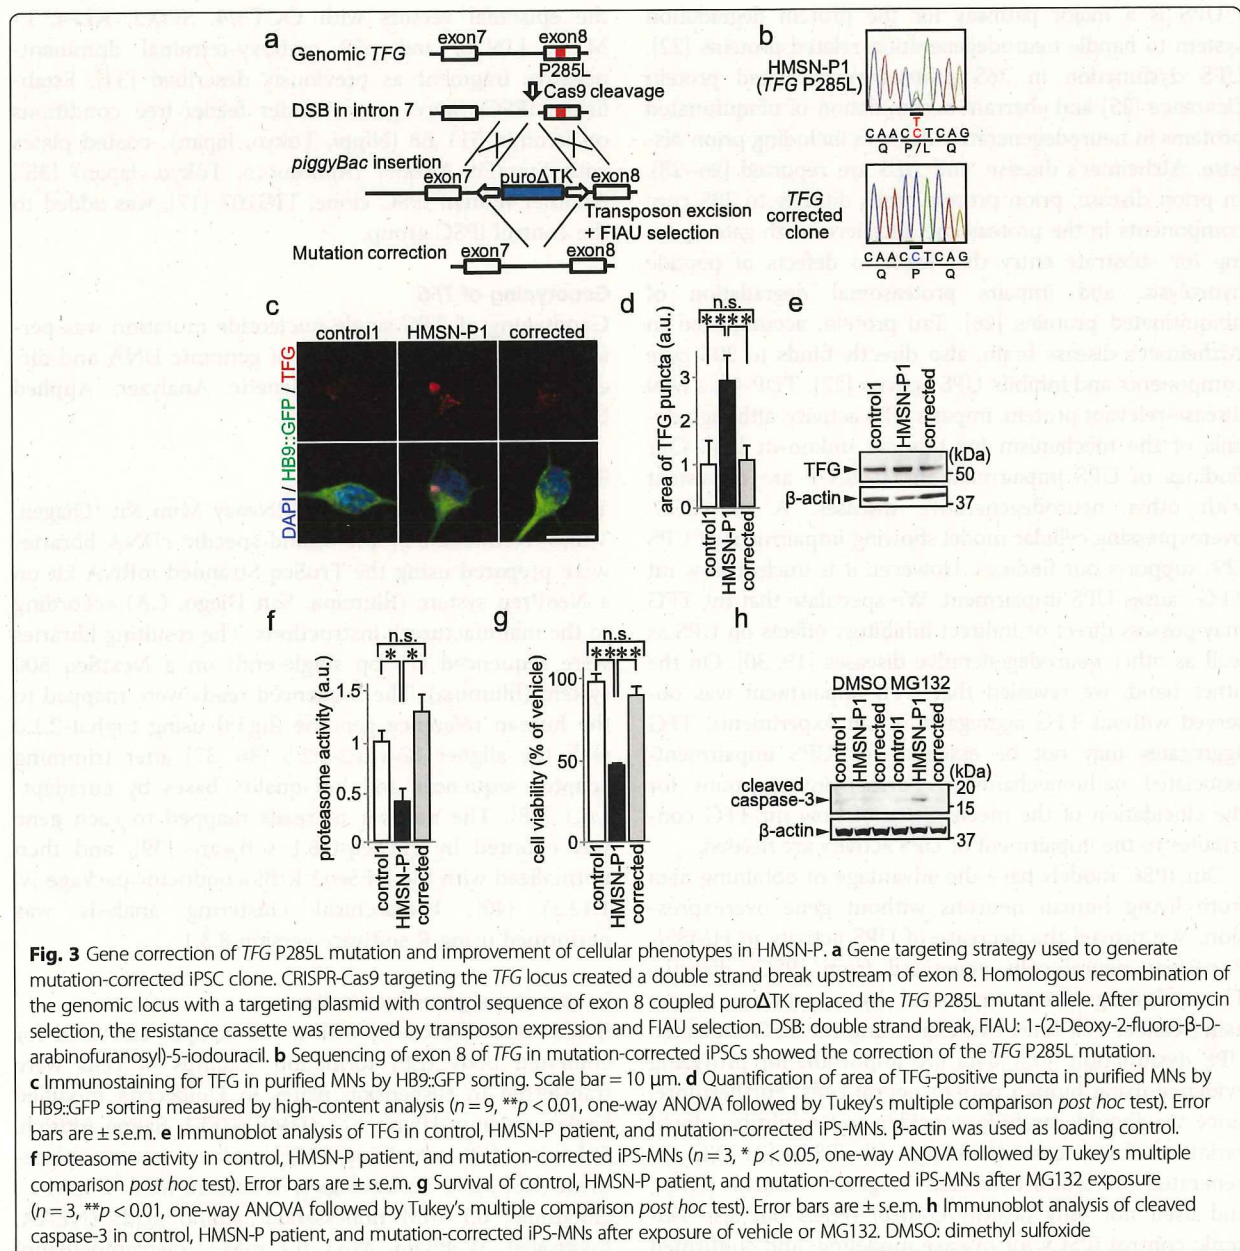 a
exon7 exon8
Genomic TFG
P285L
Cas9 cleavage
DSB in intron 7
piggyBac insertion
exon7 uroΔTK exon8
Transposon excision
+ FIAU selection
Mutation correction
exon7 exon8
b
HMSN-P1
(TFG P285L)
T
C A A C C T C A G
Q P/L Q
TFG
corrected
clone
C A A C C T C A G
Q P Q
c
control1 HMSN-P1 corrected
DAPI / HB9::GFP / TFG
d
n.s.
**** 
area of TFG puncta (a.u.)
3
2
1
0
control1
HMSN-P1
corrected
e
control1
HMSN-P1
corrected
(kDa)
TFG
50
β-actin
37
f
n.s.
* *
proteasome activity (a.u.)
1.5
1
0.5
0
control1
HMSN-P1
corrected
g
n.s.
****
cell viability (% of vehicle)
100
50
0
control1
HMSN-P1
corrected
h
DMSO MG132
control1
HMSN-P1
corrected
control1
HMSN-P1
corrected
(kDa)
cleaved
caspase-3
20
15
β-actin
37
Fig. 3 Gene correction of TFG P285L mutation and improvement of cellular phenotypes in HMSN-P. a Gene targeting strategy used to generate
mutation-corrected iPSC clone. CRISPR-Cas9 targeting the TFG locus created a double strand break upstream of exon 8. Homologous recombination of
the genomic locus with a targeting plasmid with control sequence of exon 8 coupled puroΔTK replaced the TFG P285L mutant allele. After puromycin
selection, the resistance cassette was removed by transposon expression and FIAU selection. DSB: double strand break, FIAU: 1-(2-Deoxy-2-fluoro-β-D-
arabinofuranosyl)-5-iodouracil. b Sequencing of exon 8 of TFG in mutation-corrected iPSCs showed the correction of the TFG P285L mutation.
c Immunostaining for TFG in purified MNs by HB9::GFP sorting. Scale bar = 10 μm. d Quantification of area of TFG-positive puncta in purified MNs by
HB9::GFP sorting measured by high-content analysis (n = 9, **p < 0.01, one-way ANOVA followed by Tukey's multiple comparison post hoc test). Error
bars are ± s.e.m. e Immunoblot analysis of TFG in control, HMSN-P patient, and mutation-corrected iPS-MNs. β-actin was used as loading control.
f Proteasome activity in control, HMSN-P patient, and mutation-corrected iPS-MNs (n = 3, * p < 0.05, one-way ANOVA followed by Tukey's multiple
comparison post hoc test). Error bars are ± s.e.m. g Survival of control, HMSN-P patient, and mutation-corrected iPS-MNs after MG132 exposure
(n = 3, **p < 0.01, one-way ANOVA followed by Tukey's multiple comparison post hoc test). Error bars are ± s.e.m. h Immunoblot analysis of cleaved
caspase-3 in control, HMSN-P patient, and mutation-corrected iPS-MNs after exposure of vehicle or MG132. DMSO: dimethyl sulfoxide